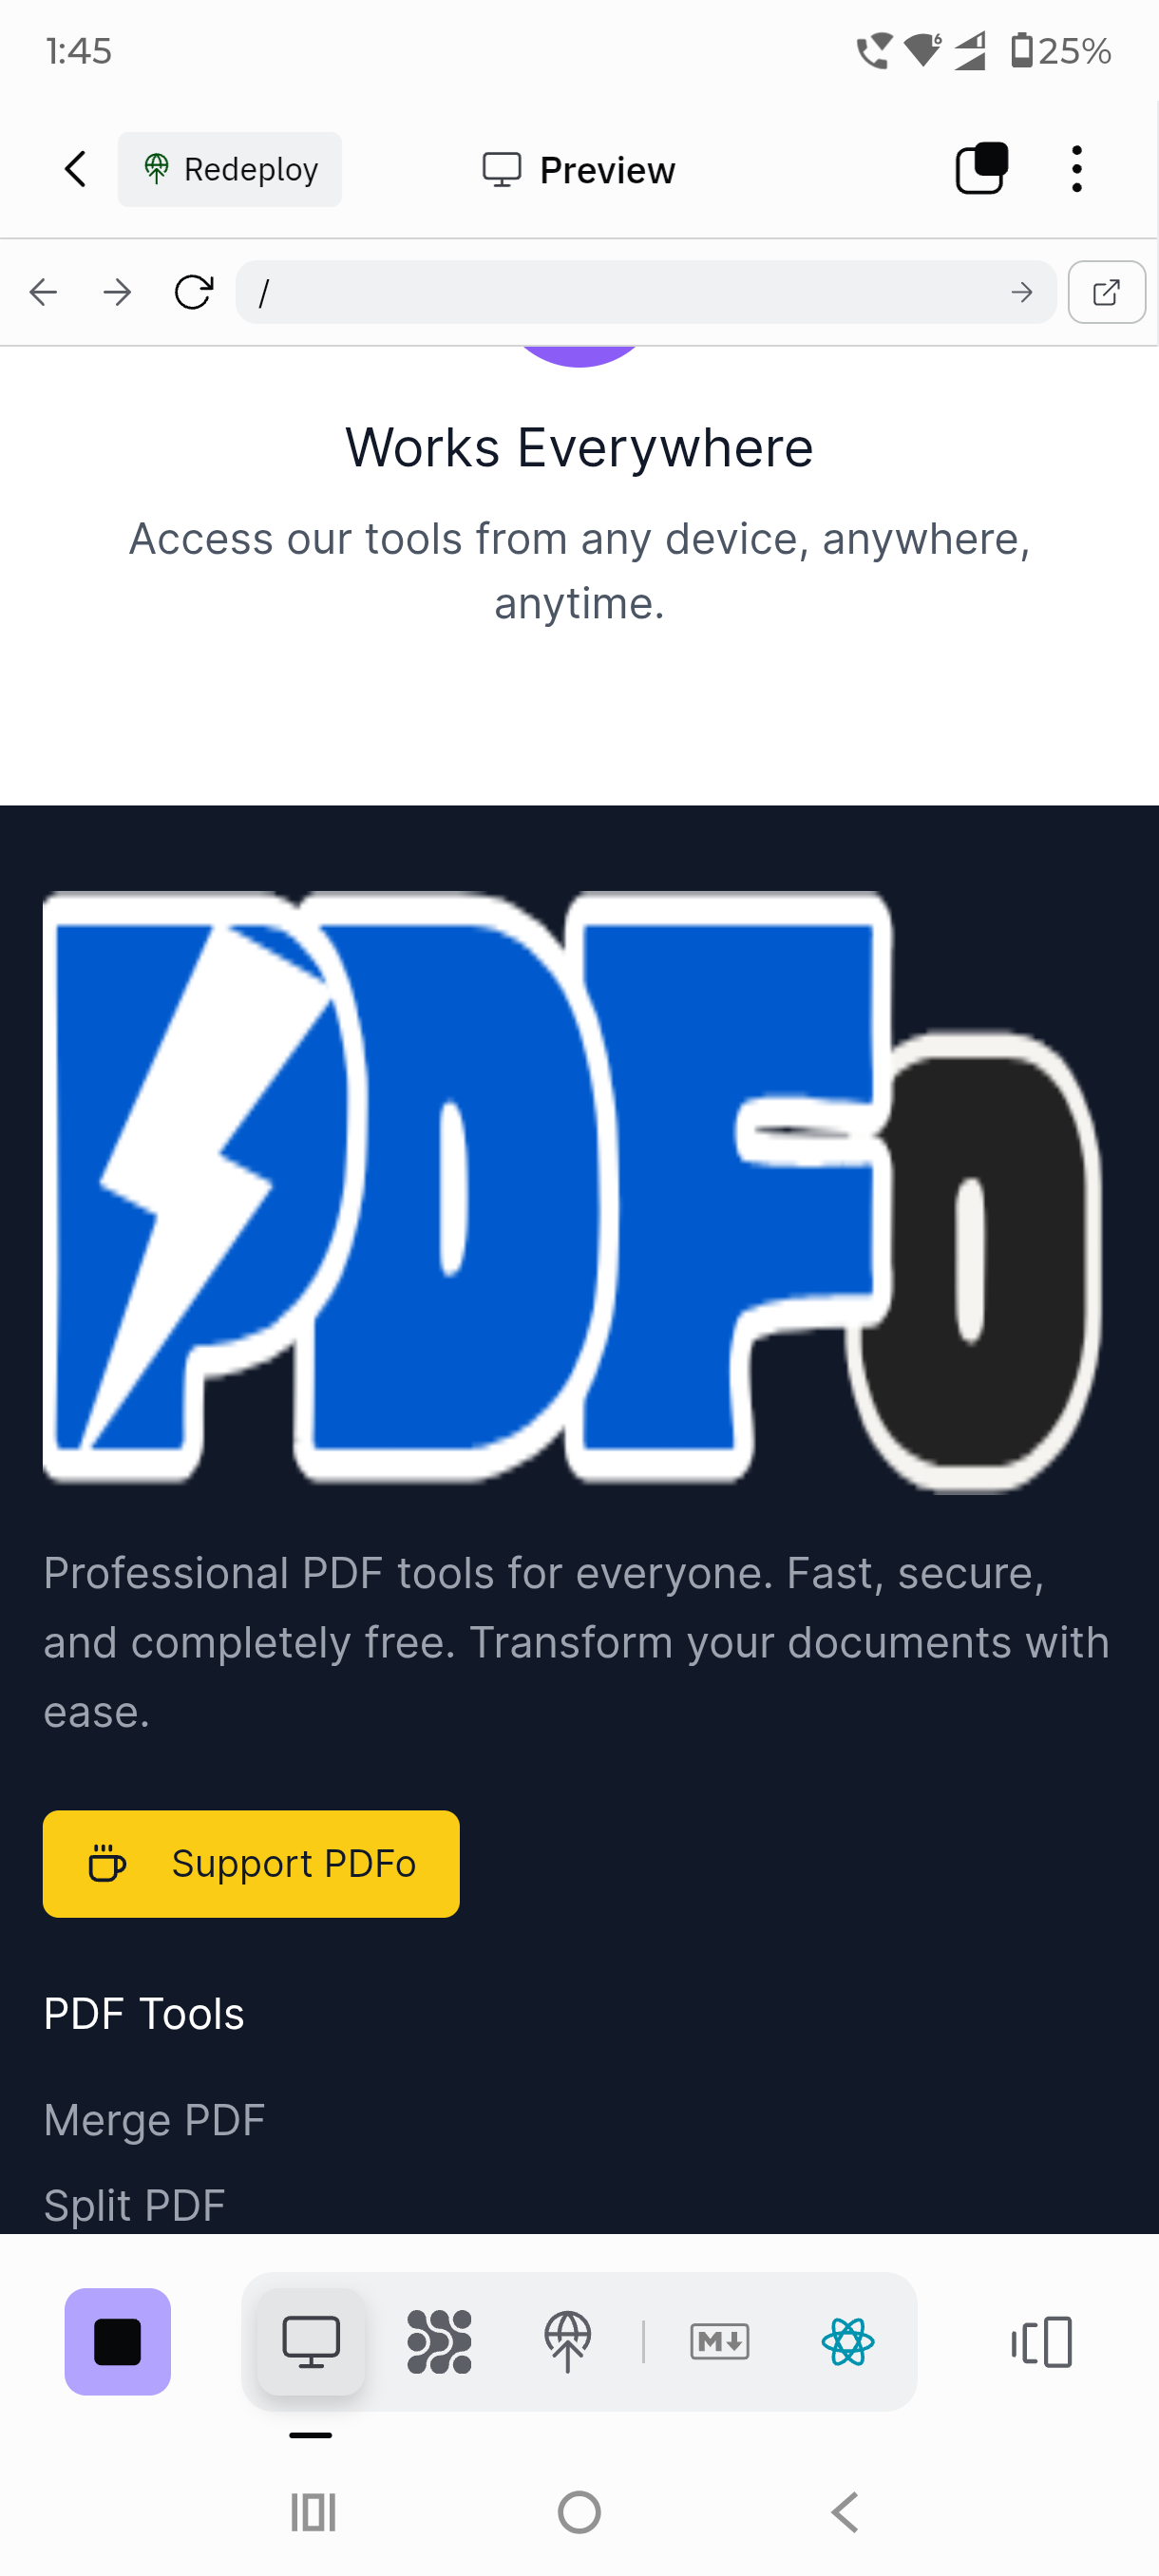 1:45
6
25%
Redeploy
Preview
/
Works Everywhere
Access our tools from any device, anywhere,
anytime.
PDFo
Professional PDF tools for everyone. Fast, secure,
and completely free. Transform your documents with
ease.
Support PDFo
PDF Tools
Merge PDF
Split PDF
M